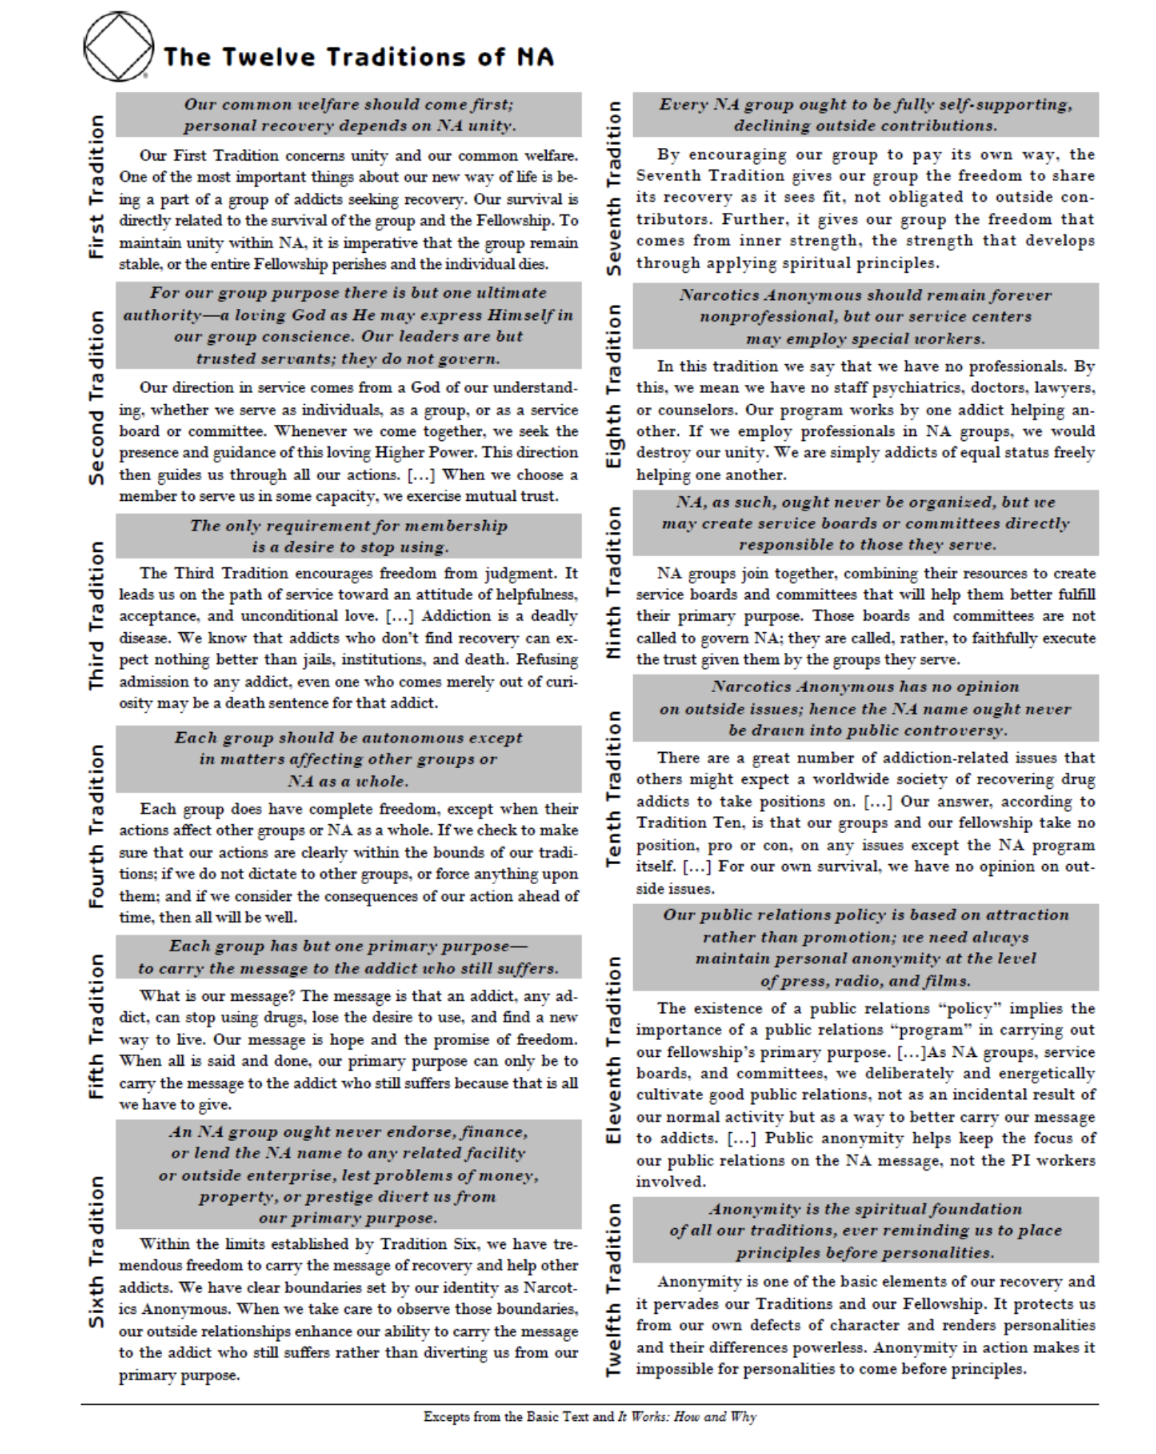 The Twelve Traditions of NA
First Tradition
Our common welfare should come first;
personal recovery depends on NA unity.
Our First Tradition concerns unity and our common welfare.
One of the most important things about our new way of life is be-
ing a part of a group of addicts seeking recovery. Our survival is
directly related to the survival of the group and the Fellowship. To
maintain unity within NA, it is imperative that the group remain
stable, or the entire Fellowship perishes and the individual dies.
Second Tradition
For our group purpose there is but one ultimate
authority—a loving God as He may express Himself in
our group conscience. Our leaders are but
trusted servants; they do not govern.
Our direction in service comes from a God of our understand-
ing, whether we serve as individuals, as a group, or as a service
board or committee. Whenever we come together, we seek the
presence and guidance of this loving Higher Power. This direction
then guides us through all our actions. […] When we choose a
member to serve us in some capacity, we exercise mutual trust.
Third Tradition
The only requirement for membership
is a desire to stop using.
The Third Tradition encourages freedom from judgment. It
leads us on the path of service toward an attitude of helpfulness,
acceptance, and unconditional love. […] Addiction is a deadly
disease. We know that addicts who don’t find recovery can ex-
pect nothing better than jails, institutions, and death. Refusing
admission to any addict, even one who comes merely out of curi-
osity may be a death sentence for that addict.
Fourth Tradition
Each group should be autonomous except
in matters affecting other groups or
NA as a whole.
Each group does have complete freedom, except when their
actions affect other groups or NA as a whole. If we check to make
sure that our actions are clearly within the bounds of our tradi-
tions; if we do not dictate to other groups, or force anything upon
them; and if we consider the consequences of our action ahead of
time, then all will be well.
Fifth Tradition
Each group has but one primary purpose—
to carry the message to the addict who still suffers.
What is our message? The message is that an addict, any ad-
dict, can stop using drugs, lose the desire to use, and find a new
way to live. Our message is hope and the promise of freedom.
When all is said and done, our primary purpose can only be to
carry the message to the addict who still suffers because that is all
we have to give.
Sixth Tradition
An NA group ought never endorse, finance,
or lend the NA name to any related facility
or outside enterprise, lest problems of money,
property, or prestige divert us from
our primary purpose.
Within the limits established by Tradition Six, we have tre-
mendous freedom to carry the message of recovery and help other
addicts. We have clear boundaries set by our identity as Narcot-
ics Anonymous. When we take care to observe those boundaries,
our outside relationships enhance our ability to carry the message
to the addict who still suffers rather than diverting us from our
primary purpose.
Seventh Tradition
Every NA group ought to be fully self-supporting,
declining outside contributions.
By encouraging our group to pay its own way, the
Seventh Tradition gives our group the freedom to share
its recovery as it sees fit, not obligated to outside con-
tributors. Further, it gives our group the freedom that
comes from inner strength, the strength that develops
through applying spiritual principles.
Eighth Tradition
Narcotics Anonymous should remain forever
nonprofessional, but our service centers
may employ special workers.
In this tradition we say that we have no professionals. By
this, we mean we have no staff psychiatrics, doctors, lawyers,
or counselors. Our program works by one addict helping an-
other. If we employ professionals in NA groups, we would
destroy our unity. We are simply addicts of equal status freely
helping one another.
Ninth Tradition
NA, as such, ought never be organized, but we
may create service boards or committees directly
responsible to those they serve.
NA groups join together, combining their resources to create
service boards and committees that will help them better fulfill
their primary purpose. Those boards and committees are not
called to govern NA; they are called, rather, to faithfully execute
the trust given them by the groups they serve.
Tenth Tradition
Narcotics Anonymous has no opinion
on outside issues; hence the NA name ought never
be drawn into public controversy.
There are a great number of addiction-related issues that
others might expect a worldwide society of recovering drug
addicts to take positions on. […] Our answer, according to
Tradition Ten, is that our groups and our fellowship take no
position, pro or con, on any issues except the NA program
itself. […] For our own survival, we have no opinion on out-
side issues.
Eleventh Tradition
Our public relations policy is based on attraction
rather than promotion; we need always
maintain personal anonymity at the level
of press, radio, and films.
The existence of a public relations “policy” implies the
importance of a public relations “program” in carrying out
our fellowship’s primary purpose. […]As NA groups, service
boards, and committees, we deliberately and energetically
cultivate good public relations, not as an incidental result of
our normal activity but as a way to better carry our message
to addicts. […] Public anonymity helps keep the focus of
our public relations on the NA message, not the PI workers
involved.
Twelfth Tradition
Anonymity is the spiritual foundation
of all our traditions, ever reminding us to place
principles before personalities.
Anonymity is one of the basic elements of our recovery and
it pervades our Traditions and our Fellowship. It protects us
from our own defects of character and renders personalities
and their differences powerless. Anonymity in action makes it
impossible for personalities to come before principles.
Excepts from the Basic Text and It Works: How and Why